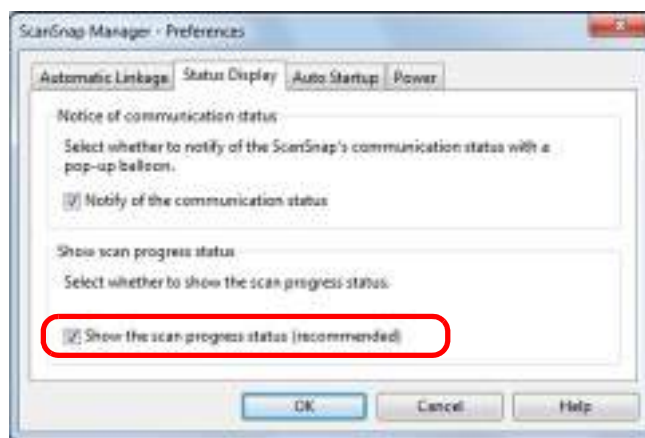 ScanSnap Manager - Preferences
Automatic Linkage Status Display Auto Startup Power
Notice of communication status
Select whether to notify of the ScanSnap's communication status with a
pop-up balloon.
Notify of the communication status
Show scan progress status
Select whether to show the scan progress status.
Show the scan progress status (recommended)
OK Cancel Help